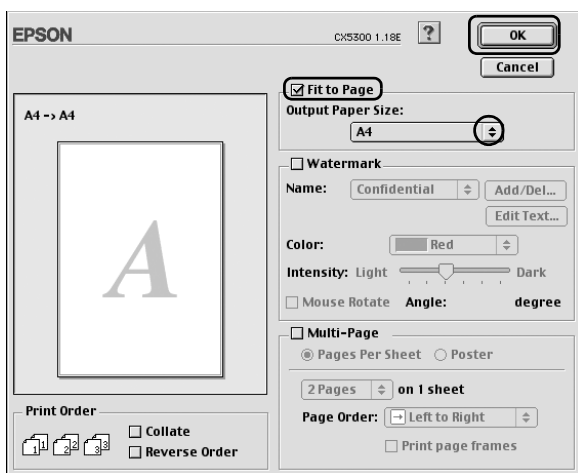 EPSON
CX5300 1.18E
?
OK
Cancel
A4 -> A4
A
Fit to Page
Output Paper Size:
A4
Watermark
Name: Confidential Add/Del...
Edit Text...
Color: Red
Intensity: Light Dark
Mouse Rotate Angle: degree
Multi-Page
Pages Per Sheet Poster
2 Pages on 1 sheet
Page Order: Left to Right
Print page frames
Print Order
1 1 2 2 3 3
Collate
Reverse Order